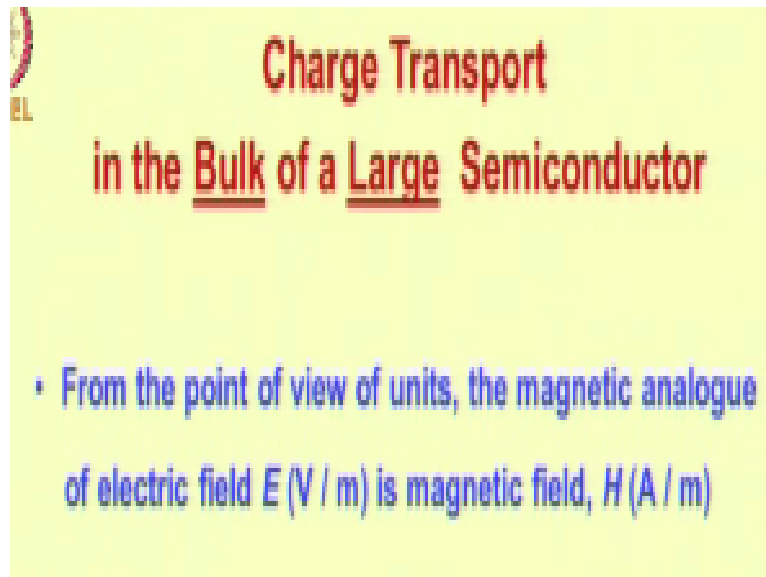 EL
Charge Transport
in the Bulk of a Large Semiconductor
• From the point of view of units, the magnetic analogue
of electric field E (V / m) is magnetic field, H (A / m)